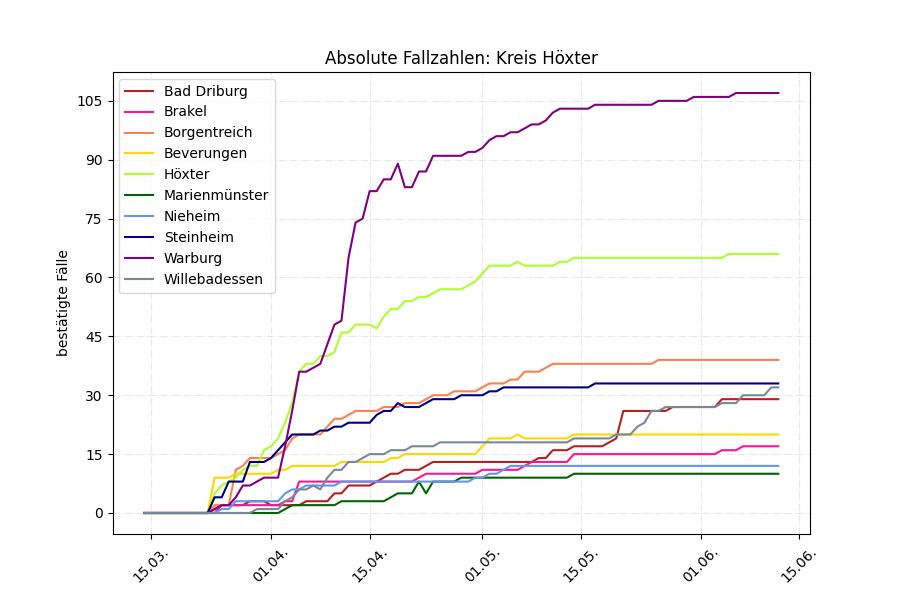 Absolute Fallzahlen: Kreis Höxter
bestätigte Fälle
105
90
75
60
45
30
15
0
Bad Driburg
Brakel
Borgentreich
Beverungen
Höxter
Marienmünster
Nieheim
Steinheim
Warburg
Willebadessen
15.03.
01.04.
15.04.
01.05.
15.05.
01.06.
15.06.